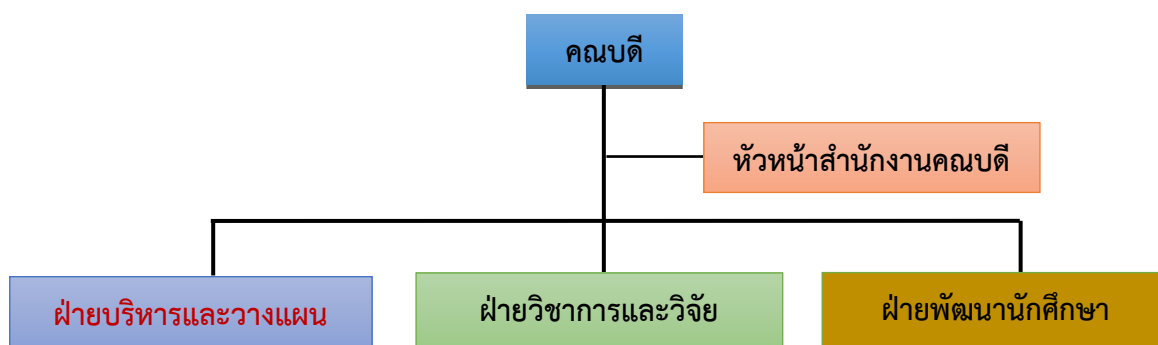 คณบดี
หัวหน้าสำนักงานคณบดี
ฝ่ายบริหารและวางแผน
ฝ่ายวิชาการและวิจัย
ฝ่ายพัฒนานักศึกษา